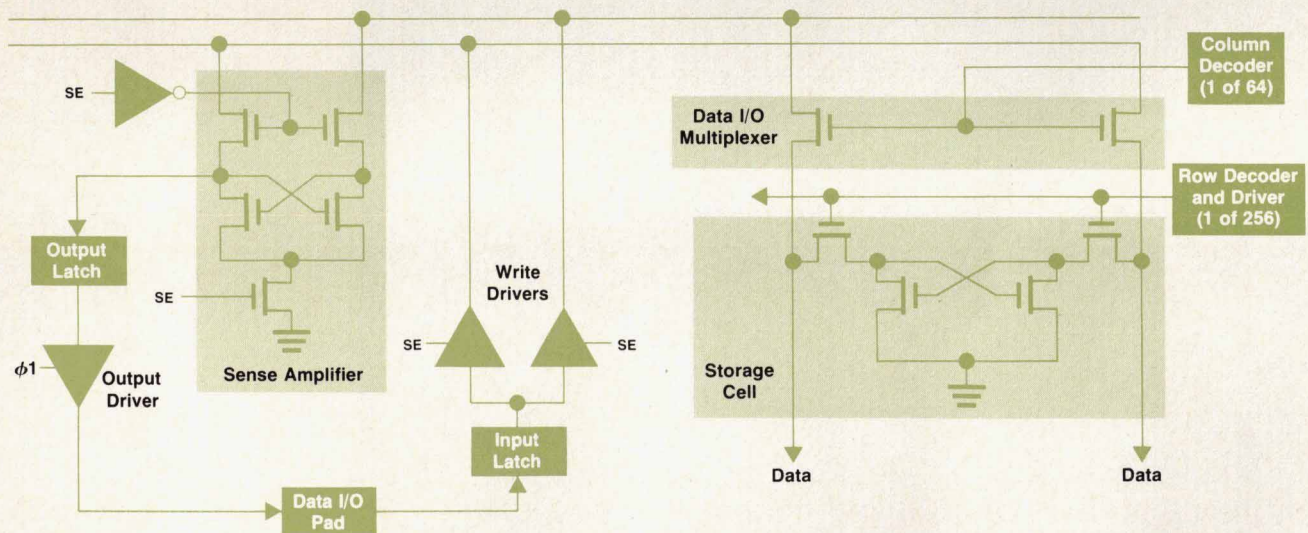 Column
Decoder
(1 of 64)
SE
Data I/O
Multiplexer
Row Decoder
and Driver
(1 of 256)
Output
Latch
SE
Write
Drivers
SE
SE
ϕ1
Output
Driver
Sense Amplifier
Storage
Cell
Input
Latch
Data
Data
Data I/O
Pad